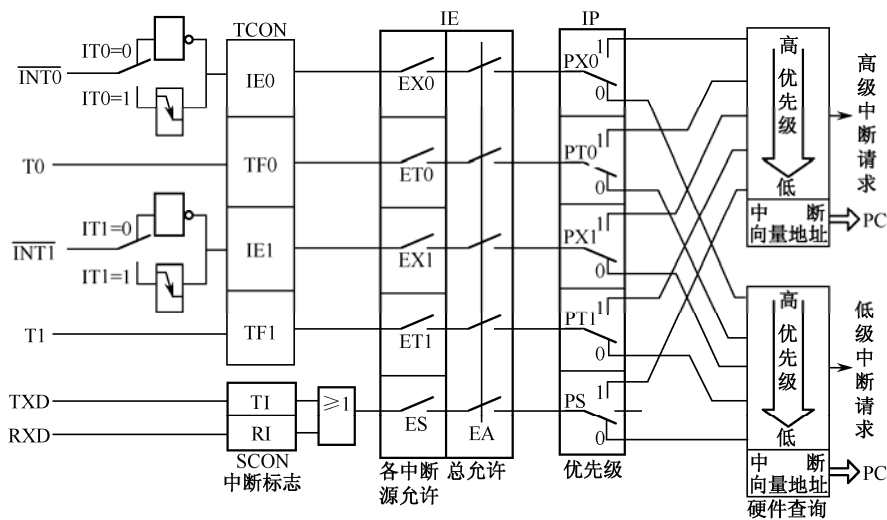 IE
IP
TCON
IT0=0
INT0
IT0=1
IE0
EX0
PX0
1
0
T0
TF0
ET0
PT0
1
0
IT1=0
INT1
IT1=1
IE1
EX1
PX1
1
0
T1
TF1
ET1
PT1
1
0
TXD
TI
≥1
RXD
RI
ES
EA
PS
1
0
SCON
中断标志
各中断
源允许
总允许
优先级
高
优先级
低
中 断
向量地址
高级中断请求
PC
高
优先级
低
中 断
向量地址
低级中断请求
PC
硬件查询